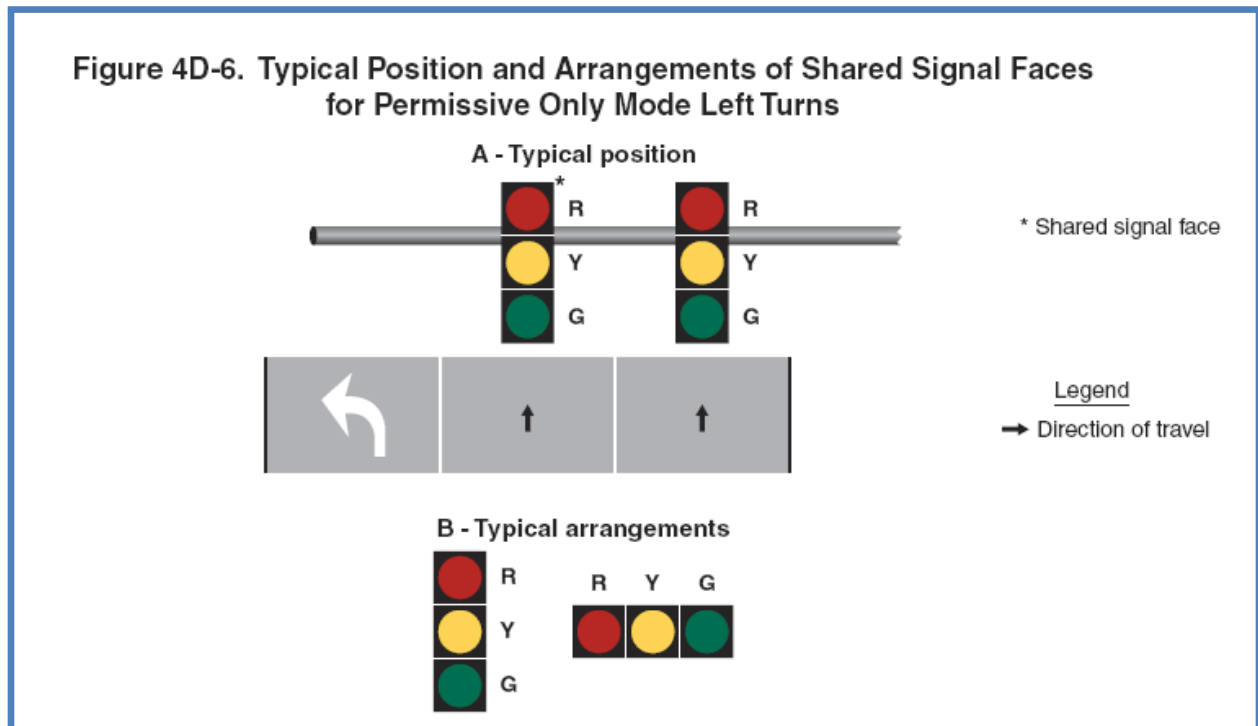 Figure 4D-6. Typical Position and Arrangements of Shared Signal Faces
for Permissive Only Mode Left Turns
A - Typical position
*
R R
* Shared signal face
Y Y
G G
Legend
Direction of travel
B - Typical arrangements
R
Y
G
R Y G